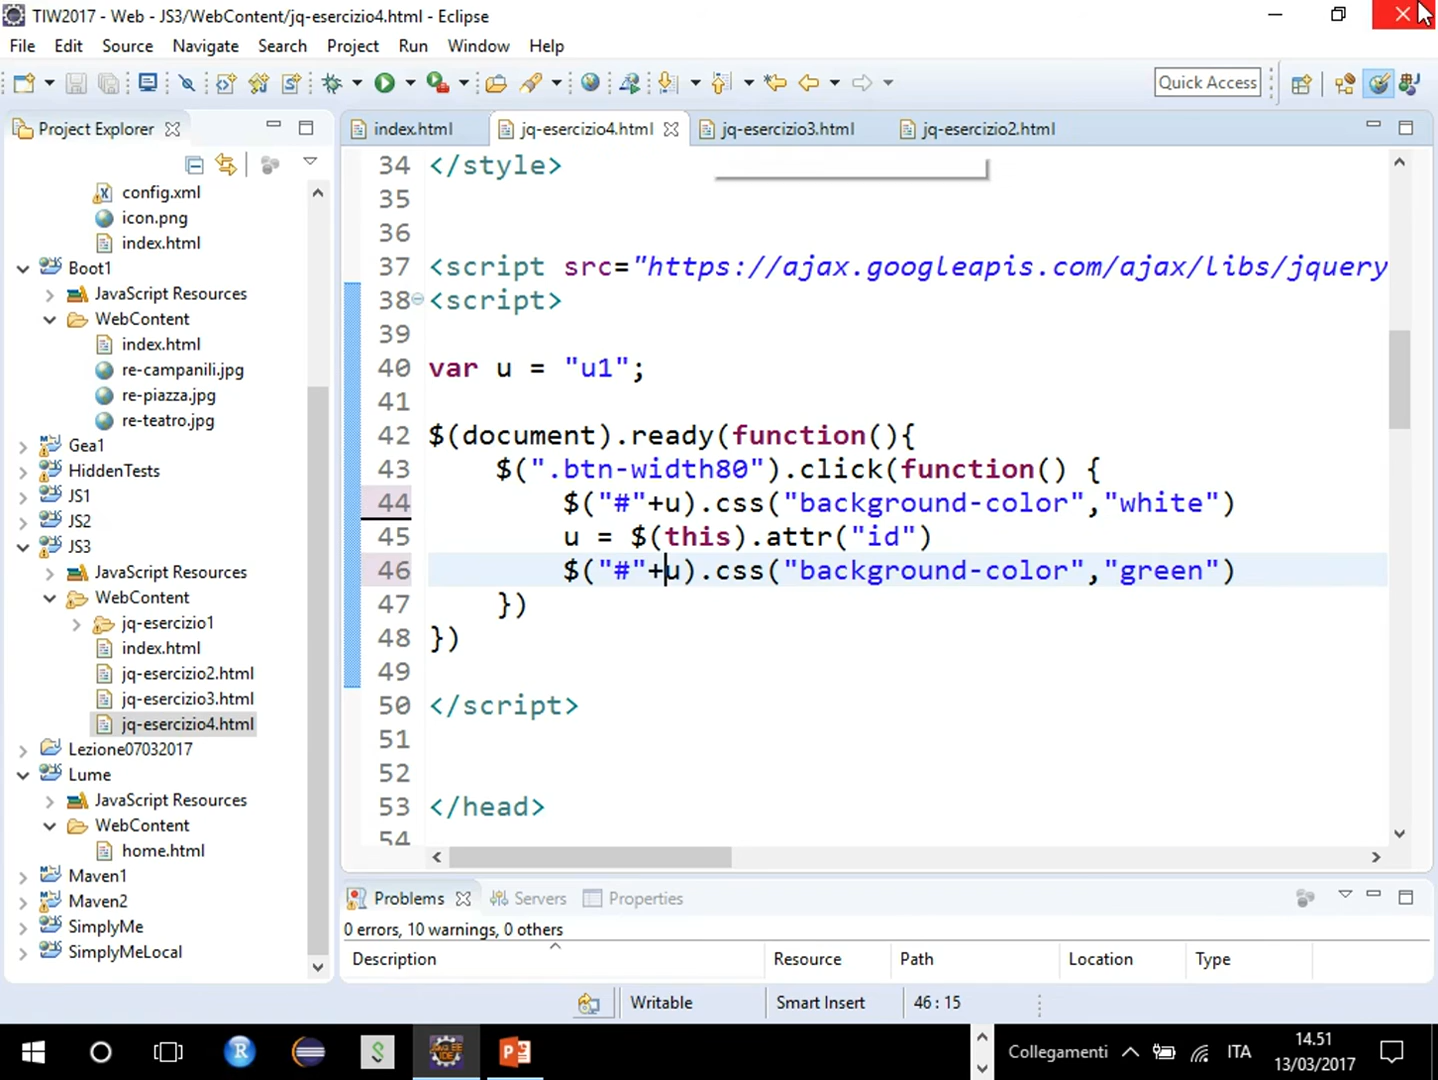 TIW2017 - Web - JS3/WebContent/jq-esercizio4.html - Eclipse
File Edit Source Navigate Search Project Run Window Help
Quick Access
Project Explorer
config.xml
icon.png
index.html
Boot1
JavaScript Resources
WebContent
index.html
re-campanili.jpg
re-piazza.jpg
re-teatro.jpg
Gea1
HiddenTests
JS1
JS2
JS3
JavaScript Resources
WebContent
jq-esercizio1
index.html
jq-esercizio2.html
jq-esercizio3.html
jq-esercizio4.html
Lezione07032017
Lume
JavaScript Resources
WebContent
home.html
Maven1
Maven2
SimplyMe
SimplyMeLocal
index.html jq-esercizio4.html jq-esercizio3.html jq-esercizio2.html
34 </style>
35
36
37 <script src="https://ajax.googleapis.com/ajax/libs/jquery
38 <script>
39
40 var u = "u1";
41
42 $(document).ready(function(){
43 $(".btn-width80").click(function() {
44 $("#"+u).css("background-color","white")
45 u = $(this).attr("id")
46 $("#"+u).css("background-color","green")
47 })
48 })
49
50 </script>
51
52
53 </head>
54
Problems Servers Properties
0 errors, 10 warnings, 0 others
Description Resource Path Location Type
Writable Smart Insert 46 : 15
Collegamenti ITA 14.51
13/03/2017